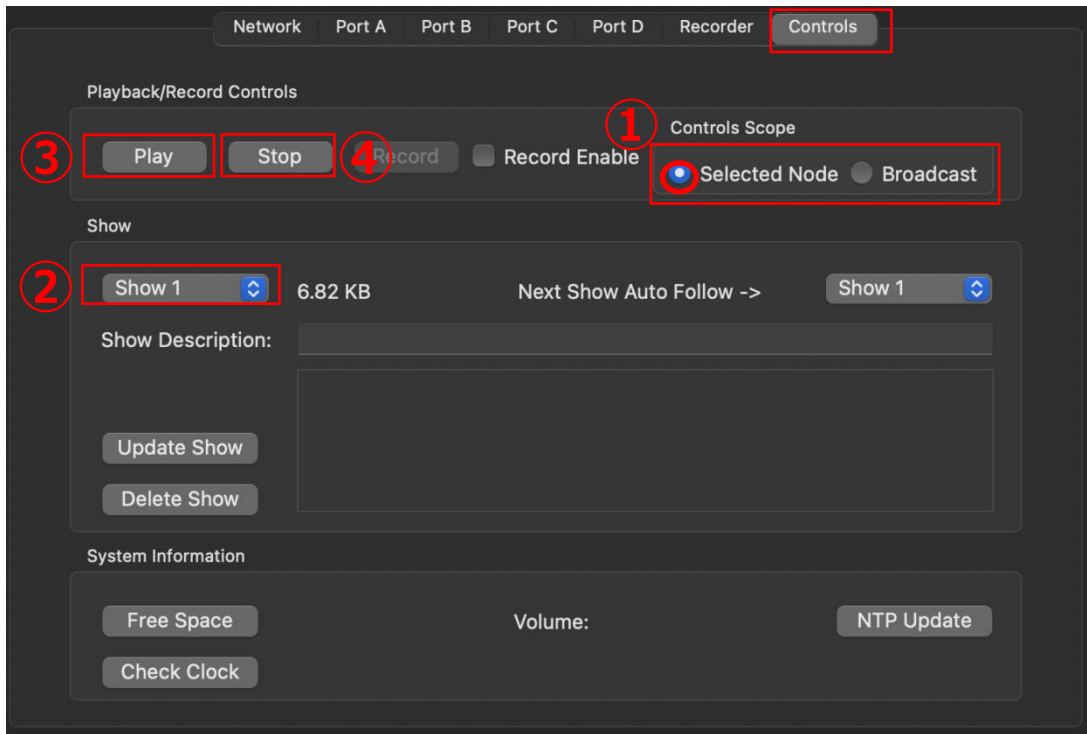 Network Port A Port B Port C Port D Recorder Controls
Playback/Record Controls
①
Controls Scope
③ Play Stop ④ Record Record Enable
Selected Node Broadcast
Show
② Show 1 6.82 KB Next Show Auto Follow -> Show 1
Show Description:
Update Show
Delete Show
System Information
Free Space Volume: NTP Update
Check Clock